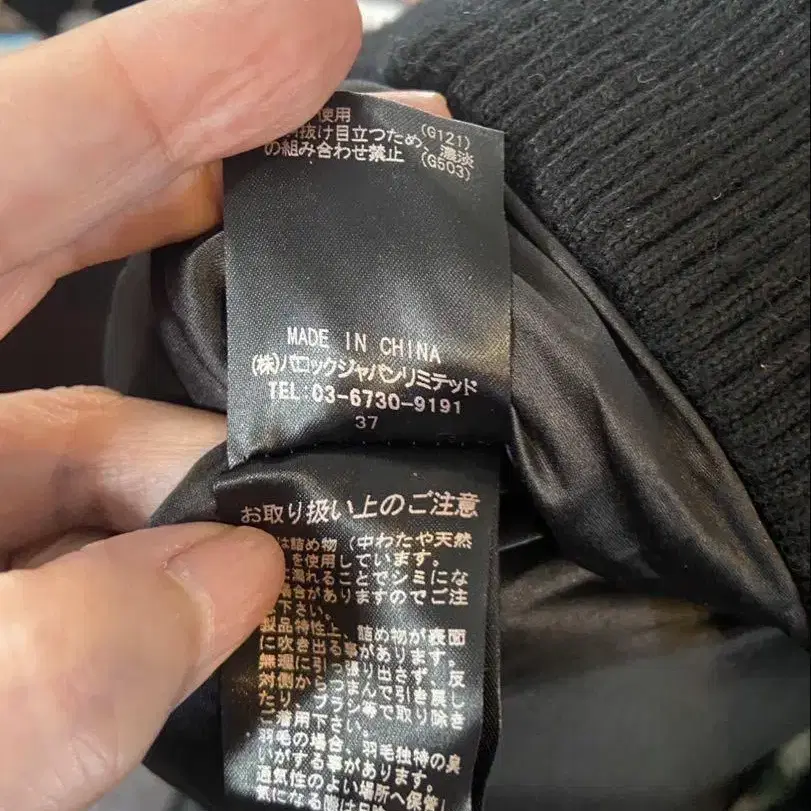 使用
抜け目立つため、濃淡 (G121)
の組み合わせ禁止 (G503)
MADE IN CHINA
(株)バロックジャパンリミテッド
TEL:03-6730-9191
37
お取り扱い上のご注意
は詰め物(中わたや天然
を使用しています。
濡れることでシミにな
場合がありますのでご注
下さい。
製品特性上、詰め物が表面
に吹き出る事があります。
無理に引っ張り出さず、反
対側からつまんで引き戻し
たり、ブラシ等で取り除き
ご着用下さい。
羽毛の場合、羽毛独特の臭
いがする事があります。
通気性のよい場所へ保管
気になる際は